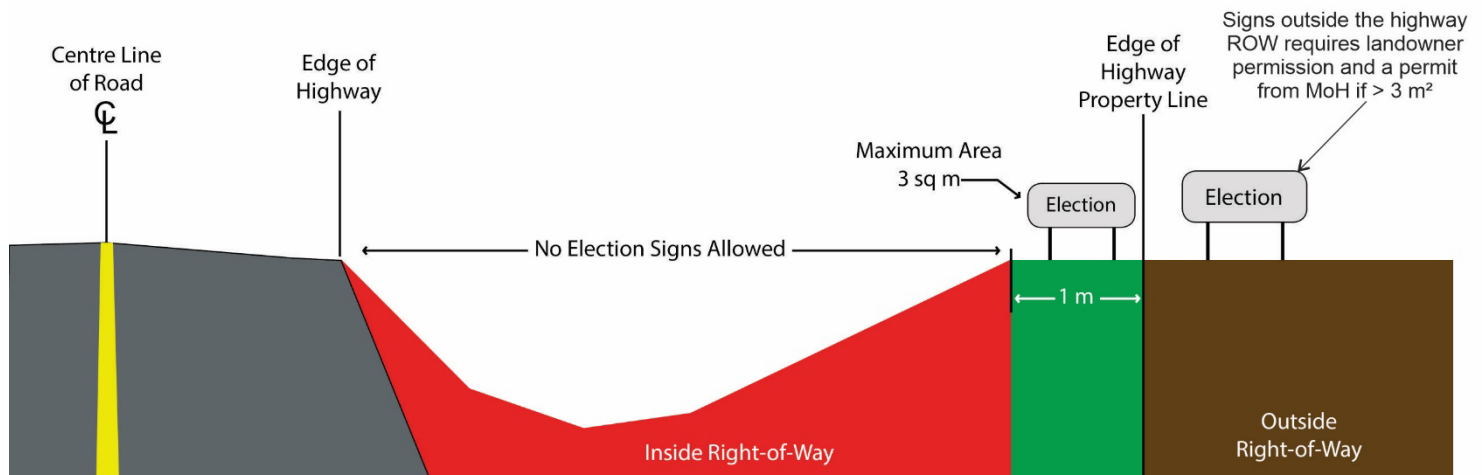 Centre Line
of Road
℄
Edge of
Highway
No Election Signs Allowed
Maximum Area
3 sq m
Election
Edge of
Highway
Property Line
Signs outside the highway
ROW requires landowner
permission and a permit
from MoH if > 3 m²
Election
1 m
Inside Right-of-Way
Outside
Right-of-Way